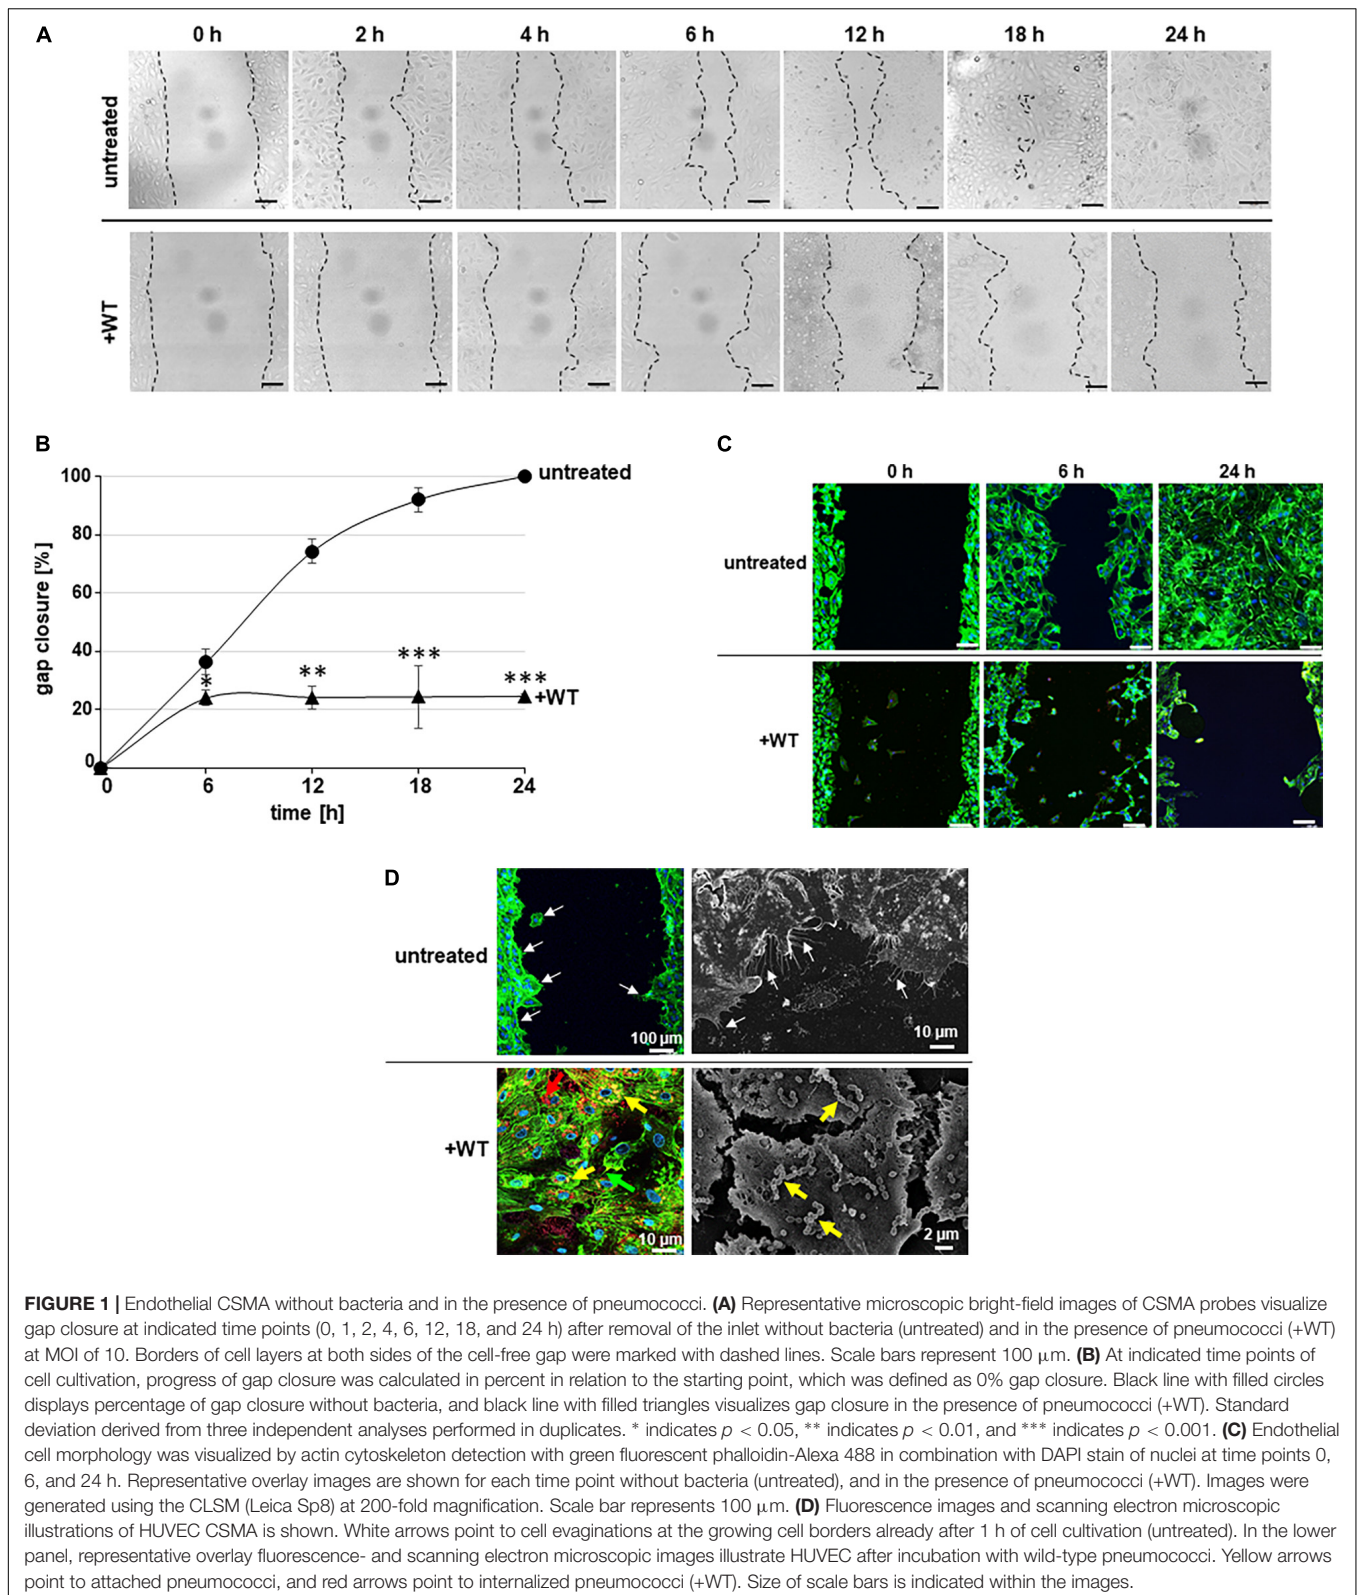 A
0 h 2 h 4 h 6 h 12 h 18 h 24 h
untreated
+WT
B
100
80
60
40
20
0
gap closure [%]
untreated
*
**
***
***
+WT
0 6 12 18 24
time [h]
C
0 h 6 h 24 h
untreated
+WT
D
untreated
100 µm
10 µm
+WT
10 µm
2 µm
FIGURE 1 | Endothelial CSMA without bacteria and in the presence of pneumococci. (A) Representative microscopic bright-field images of CSMA probes visualize
gap closure at indicated time points (0, 1, 2, 4, 6, 12, 18, and 24 h) after removal of the inlet without bacteria (untreated) and in the presence of pneumococci (+WT)
at MOI of 10. Borders of cell layers at both sides of the cell-free gap were marked with dashed lines. Scale bars represent 100 µm. (B) At indicated time points of
cell cultivation, progress of gap closure was calculated in percent in relation to the starting point, which was defined as 0% gap closure. Black line with filled circles
displays percentage of gap closure without bacteria, and black line with filled triangles visualizes gap closure in the presence of pneumococci (+WT). Standard
deviation derived from three independent analyses performed in duplicates. * indicates p < 0.05, ** indicates p < 0.01, and *** indicates p < 0.001. (C) Endothelial
cell morphology was visualized by actin cytoskeleton detection with green fluorescent phalloidin-Alexa 488 in combination with DAPI stain of nuclei at time points 0,
6, and 24 h. Representative overlay images are shown for each time point without bacteria (untreated), and in the presence of pneumococci (+WT). Images were
generated using the CLSM (Leica Sp8) at 200-fold magnification. Scale bar represents 100 µm. (D) Fluorescence images and scanning electron microscopic
illustrations of HUVEC CSMA is shown. White arrows point to cell evaginations at the growing cell borders already after 1 h of cell cultivation (untreated). In the lower
panel, representative overlay fluorescence- and scanning electron microscopic images illustrate HUVEC after incubation with wild-type pneumococci. Yellow arrows
point to attached pneumococci, and red arrows point to internalized pneumococci (+WT). Size of scale bars is indicated within the images.